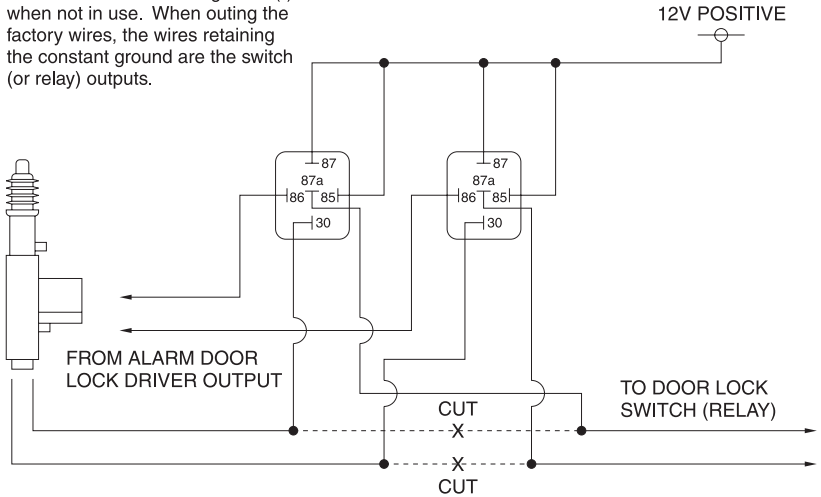 when not in use. When outing the
factory wires, the wires retaining
the constant ground are the switch
(or relay) outputs.
12V POSITIVE
87
87a
86
85
30
87
87a
86
85
30
FROM ALARM DOOR
LOCK DRIVER OUTPUT
TO DOOR LOCK
SWITCH (RELAY)
CUT
X
X
CUT